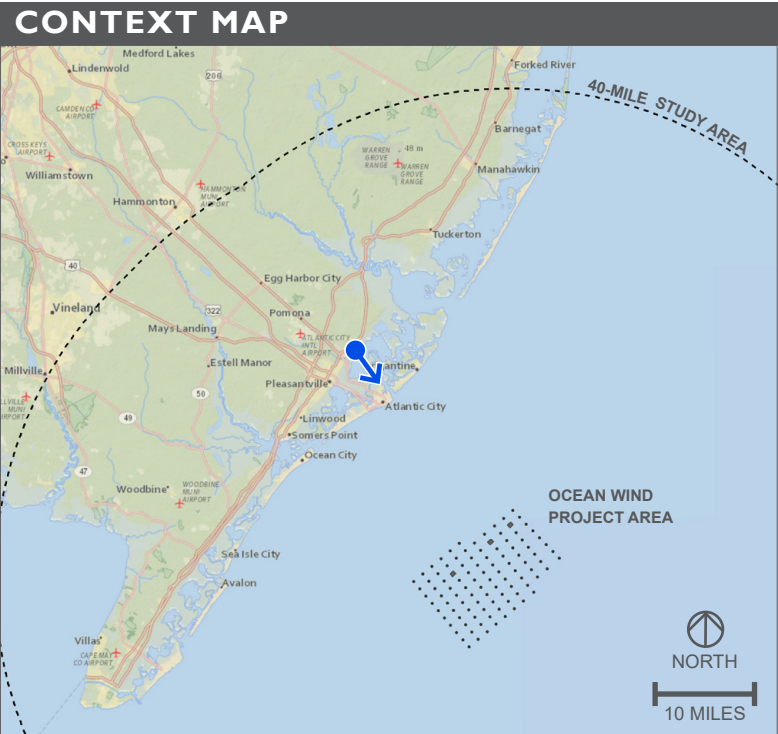 CONTEXT MAP
Medford Lakes
Lindenwold
206
Forked River
40-MILE STUDY AREA
CAMDEN CO
AIRPORT
Barnegat
CROSS KEYS
AIRPORT
WARREN
GROVE
RANGE
48 m
WARREN
GROVE
RANGE
Manahawkin
Williamstown
HAMMONTON
MUNI
AIRPORT
Hammonton
Tuckerton
40
Egg Harbor City
Vineland
322
Pomona
Mays Landing
ATLANTIC CITY
INTL
AIRPORT
Estell Manor
Millville
Pleasantville
antine
50
Atlantic City
LLVILLE
MUNI
IRPORT
49
Linwood
Somers Point
Ocean City
47
Woodbine
WOODBINE
MUNI
AIRPORT
OCEAN WIND
PROJECT AREA
Sea Isle City
Avalon
Villas
CAPE MAY
CO AIRPORT
NORTH
10 MILES